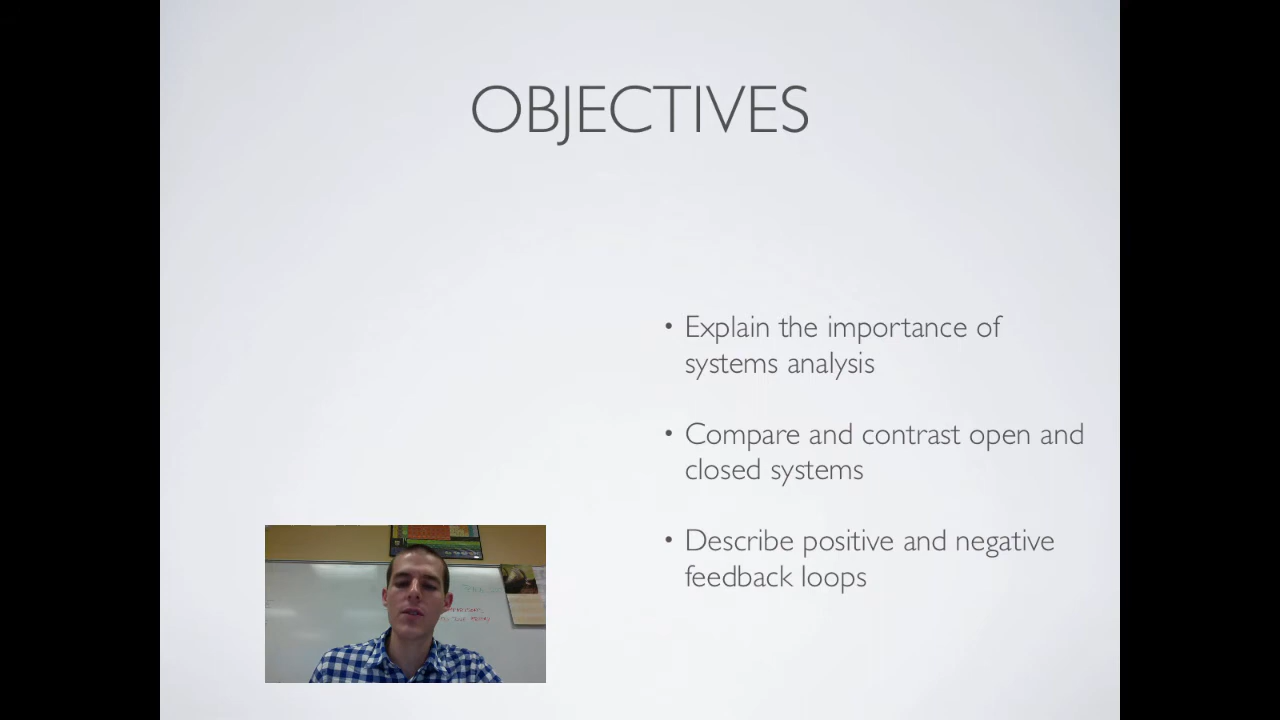 OBJECTIVES
• Explain the importance of
systems analysis
• Compare and contrast open and
closed systems
• Describe positive and negative
feedback loops